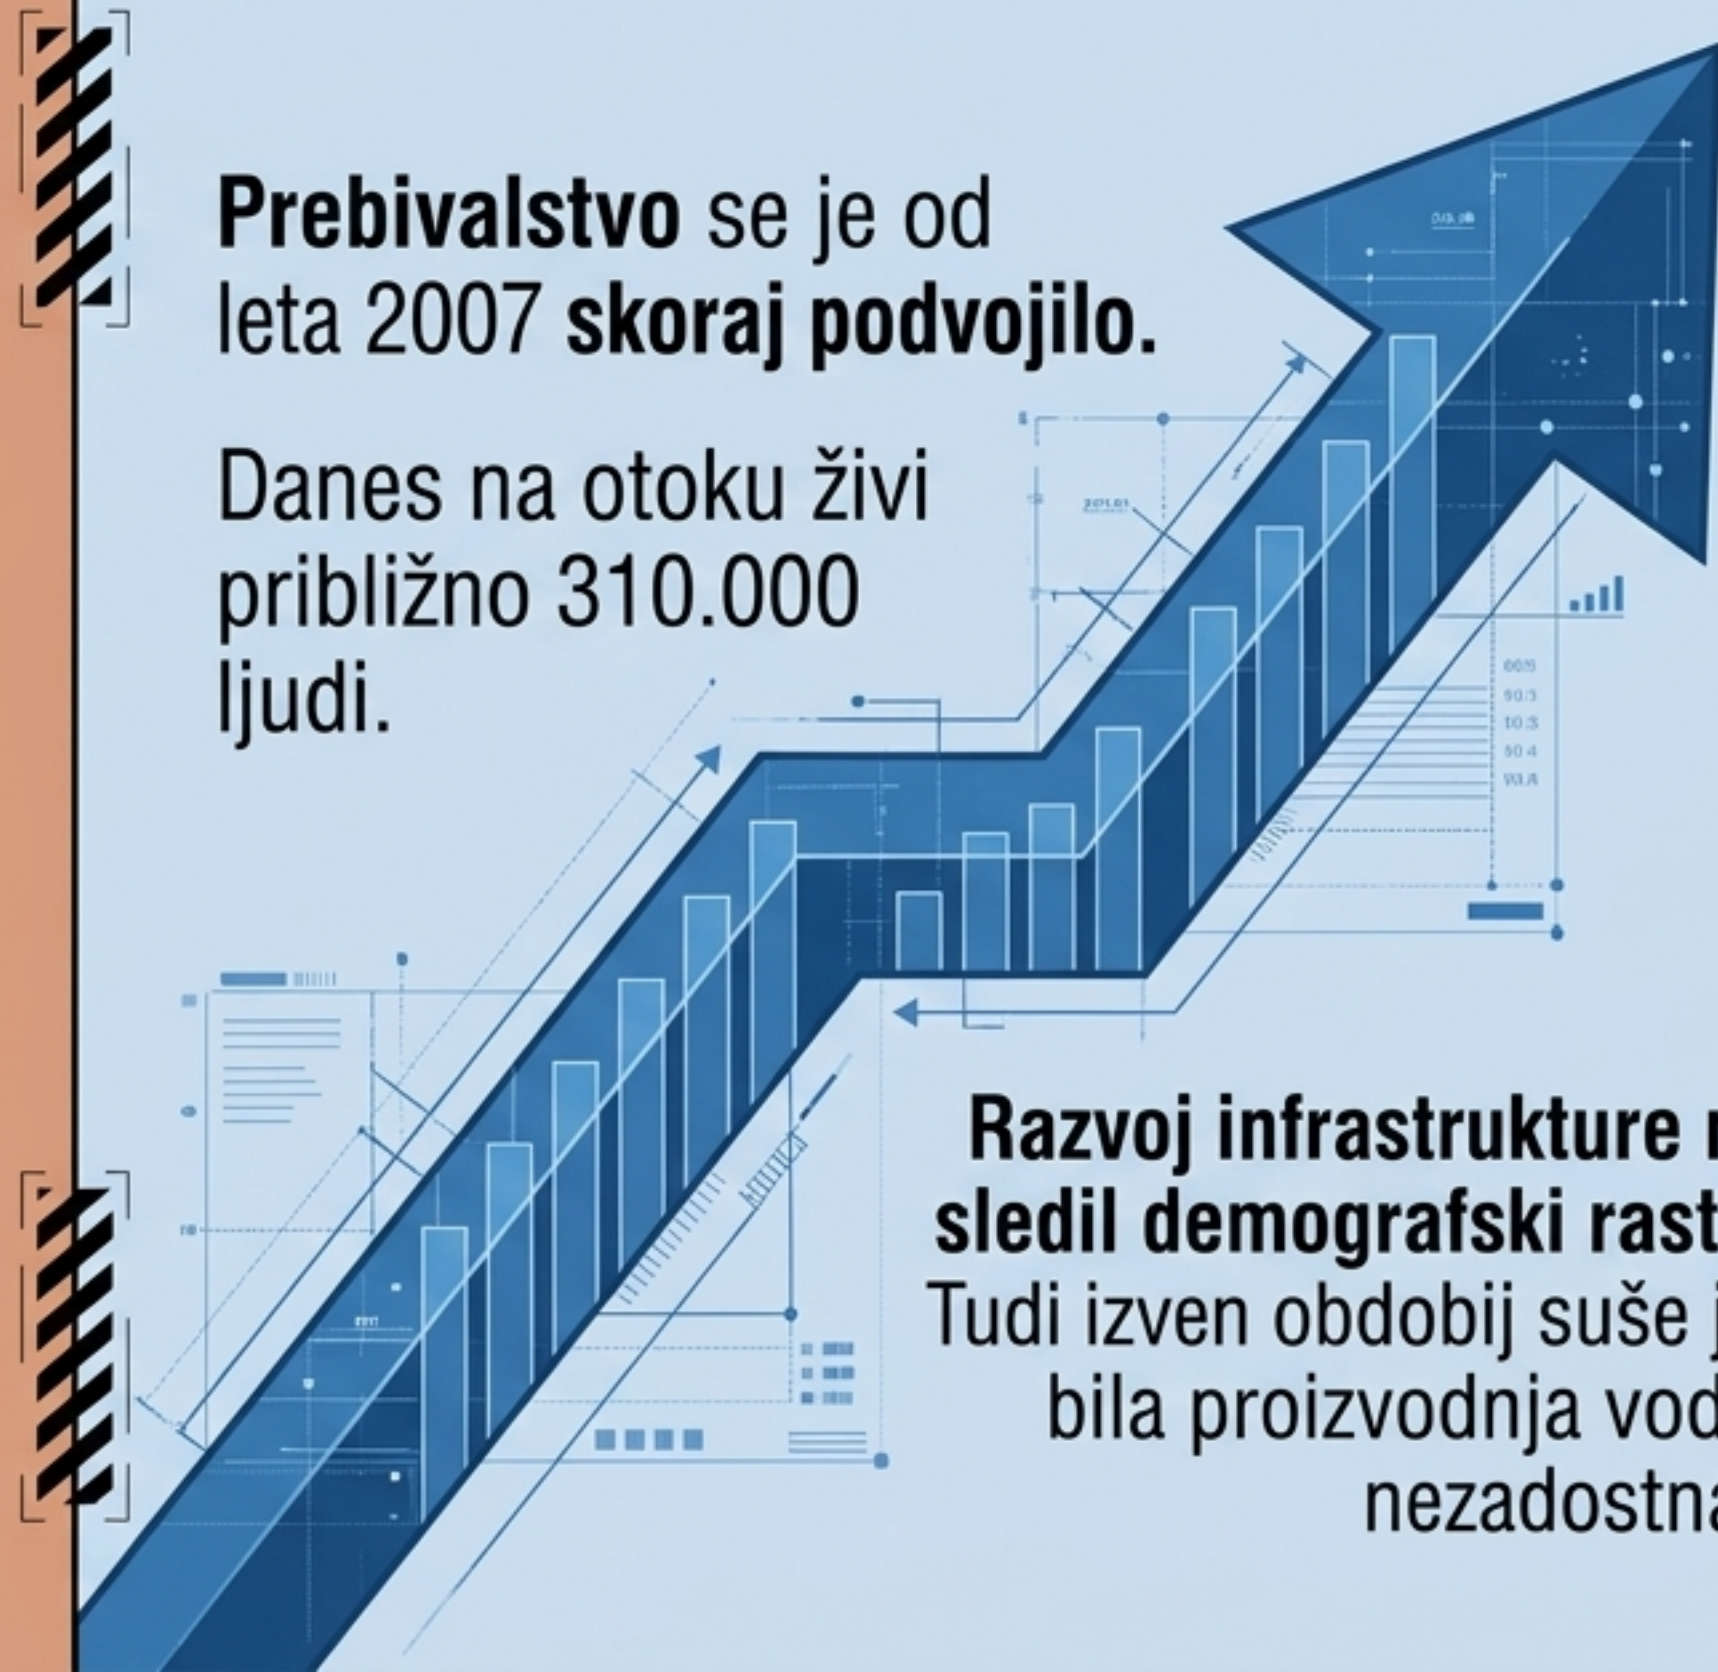 Prebivalstvo se je od
leta 2007 skoraj podvojilo.
Danes na otoku živi
približno 310.000
ljudi.
Razvoj infrastrukture
sledil demografski rast
Tudi izven obdobij suše
bila proizvodnja vod
nezadostna